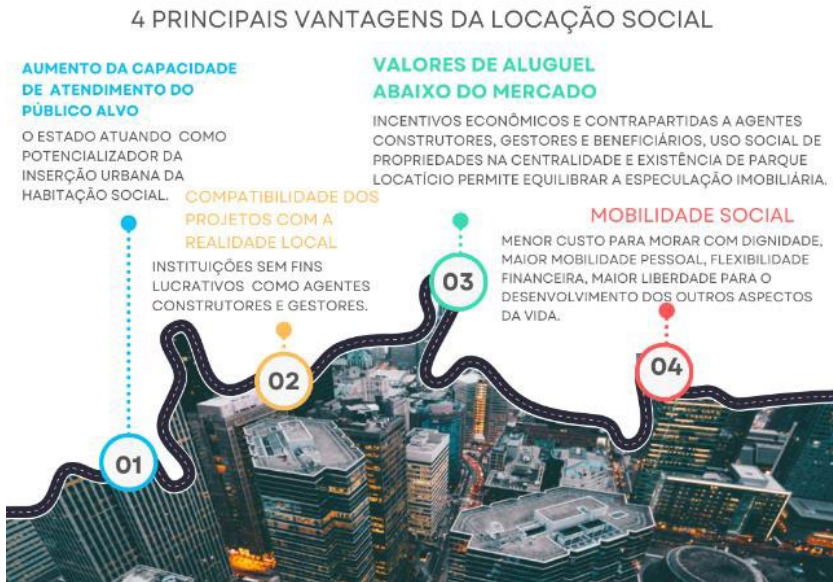 4 PRINCIPAIS VANTAGENS DA LOCAÇÃO SOCIAL
AUMENTO DA CAPACIDADE
DE ATENDIMENTO DO
PÚBLICO ALVO
O ESTADO ATUANDO COMO
POTENCIALIZADOR DA
INSERÇÃO URBANA DA
HABITAÇÃO SOCIAL.
01
COMPATIBILIDADE DOS
PROJETOS COM A
REALIDADE LOCAL
INSTITUIÇÕES SEM FINS
LUCRATIVOS COMO AGENTES
CONSTRUTORES E GESTORES.
02
VALORES DE ALUGUEL
ABAIXO DO MERCADO
INCENTIVOS ECONÔMICOS E CONTRAPARTIDAS A AGENTES
CONSTRUTORES, GESTORES E BENEFICIÁRIOS, USO SOCIAL DE
PROPRIEDADES NA CENTRALIDADE E EXISTÊNCIA DE PARQUE
LOCATÍCIO PERMITE EQUILIBRAR A ESPECULAÇÃO IMOBILIÁRIA.
03
MOBILIDADE SOCIAL
MENOR CUSTO PARA MORAR COM DIGNIDADE,
MAIOR MOBILIDADE PESSOAL, FLEXIBILIDADE
FINANCEIRA, MAIOR LIBERDADE PARA O
DESENVOLVIMENTO DOS OUTROS ASPECTOS
DA VIDA.
04